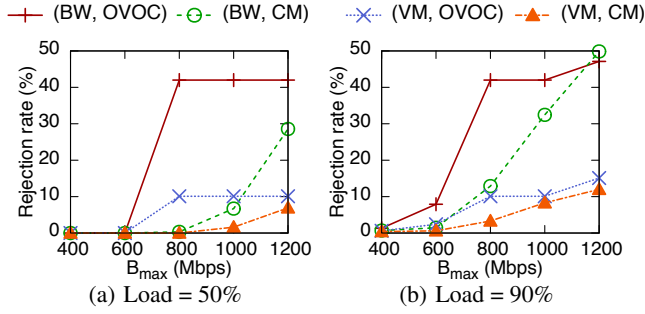 (BW, OVOC) (BW, CM) (VM, OVOC) (VM, CM)
50 50
40 40
30 30
20 20
10 10
0 0
Rejection rate (%) Rejection rate (%)
400 600 800 1000 1200 400 600 800 1000 1200
Bmax (Mbps) Bmax (Mbps)
(a) Load = 50% (b) Load = 90%